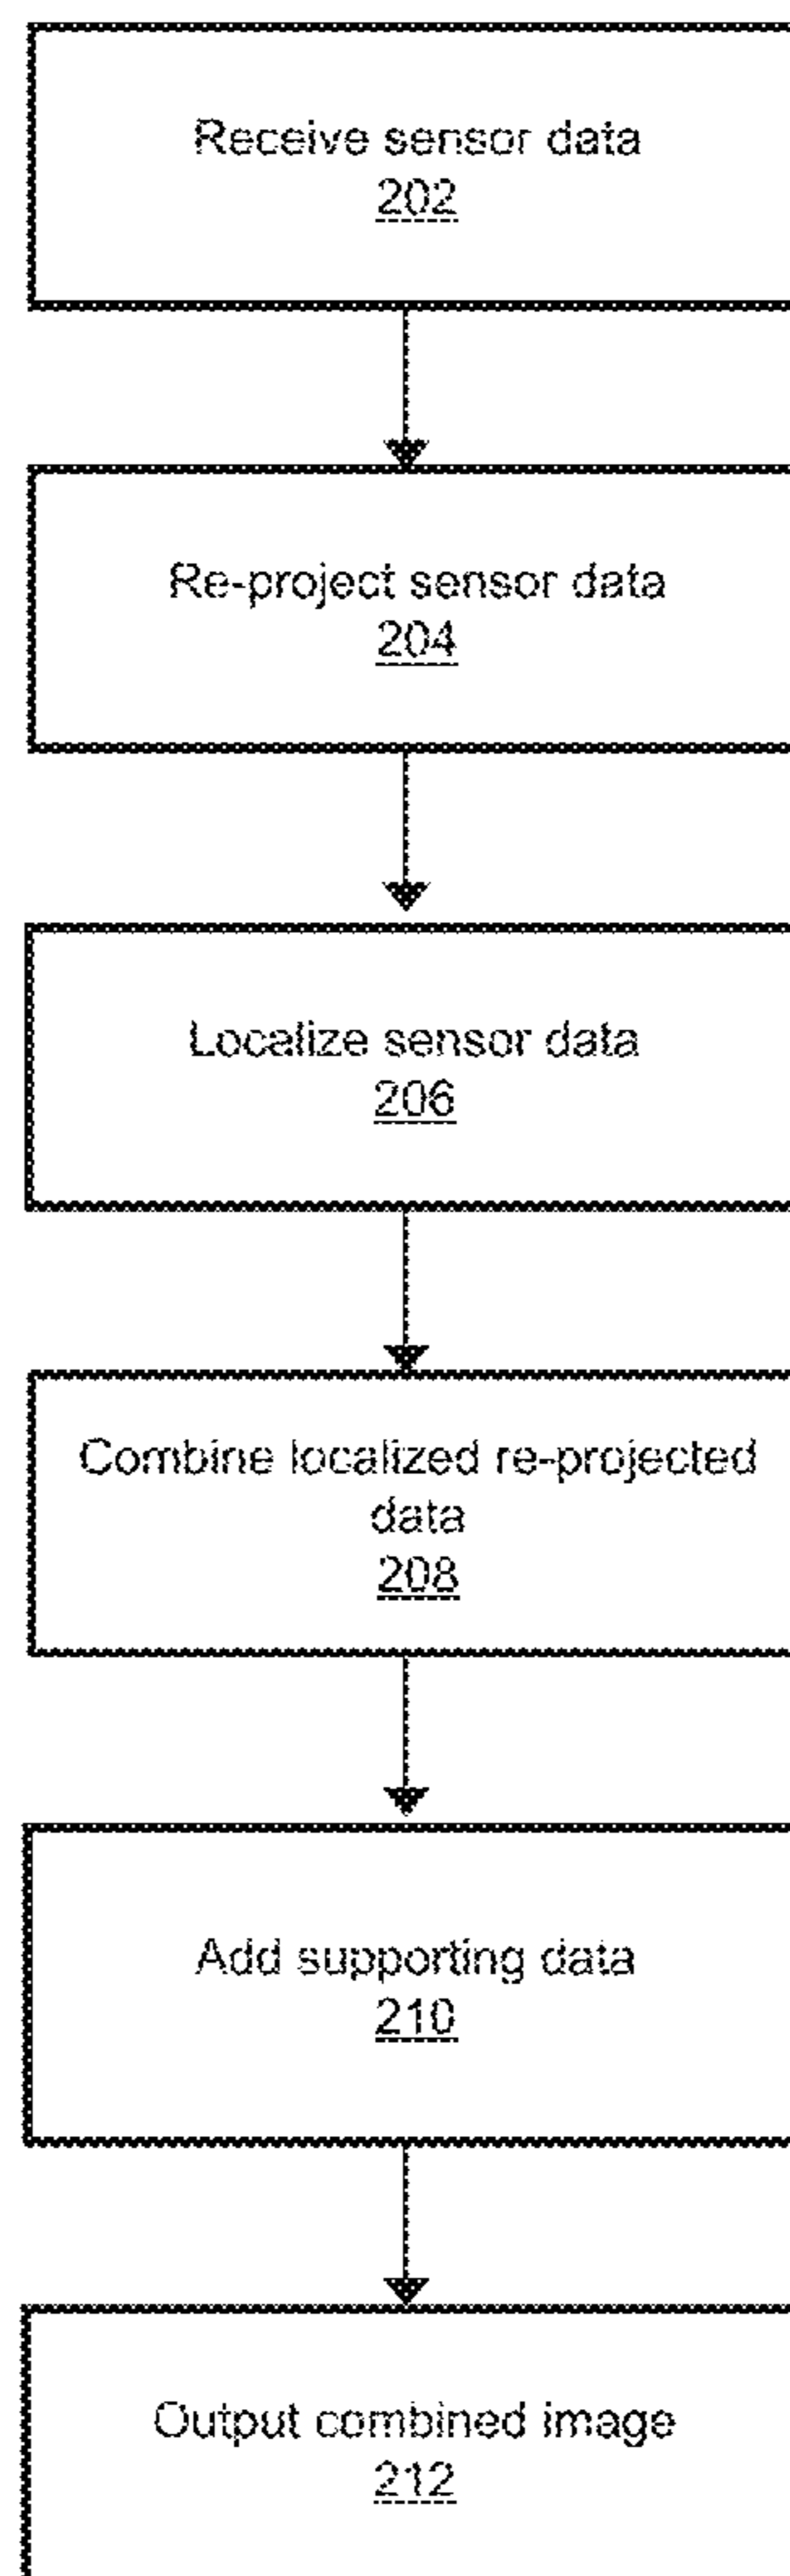 Receive sensor data
202
Re-project sensor data
204
Localize sensor data
206
Combine localized re-projected
data
208
Add supporting data
210
Output combined image
212